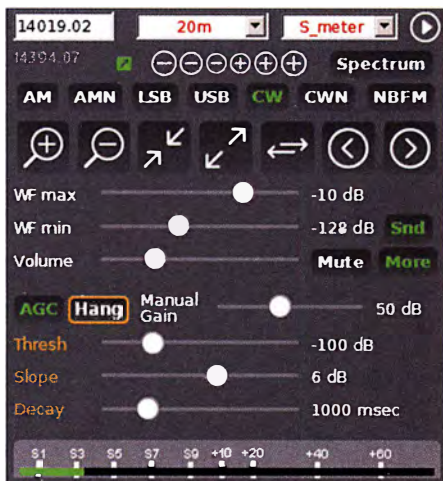 14019.02 20m S_meter
14394.07 Spectrum
AM AMN LSB USB CW CWN NBFM
WF max -10 dB
WF min -128 dB Snd
Volume Mute More
AGC Hang Manual Gain 50 dB
Thresh -100 dB
Slope 6 dB
Decay 1000 msec
S1 S3 S5 S7 S9 +10 +20 +40 +60